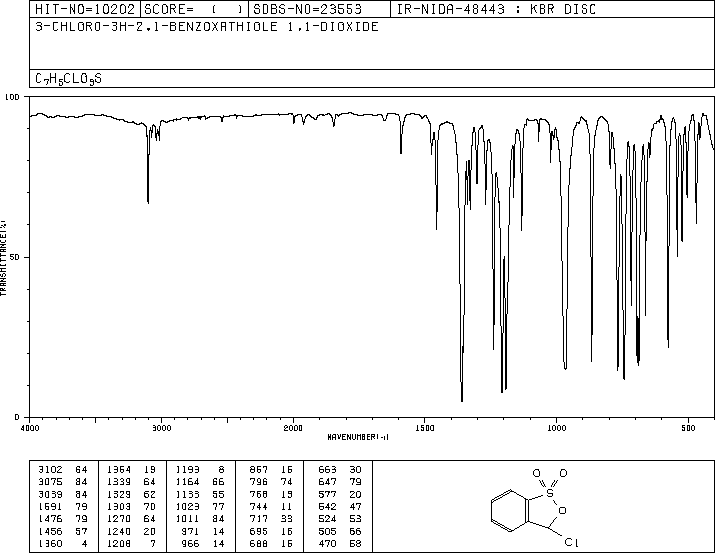 HIT-NO=10202 SCORE= ( ) SDBS-NO=23553 IR-NIDA-48443 : KBR DISC
3-CHLORO-3H-2,1-BENZOXATHIOLE 1,1-DIOXIDE
C7H5CLO3S
100
50
0
TRANSMITTANCE(%)
4000 3000 2000 1500 1000 500
WAVENUMBER(-1)
3102 64 1364 19 1193 8 867 16 663 30
3075 84 1339 64 1164 66 796 74 647 79
3039 84 1329 62 1133 55 768 13 577 20
1591 79 1303 70 1029 77 744 11 542 47
1476 79 1270 64 1011 84 717 33 524 53
1456 57 1240 20 971 14 695 16 505 66
1360 4 1208 7 966 14 688 15 470 58
O O
S
O
Cl